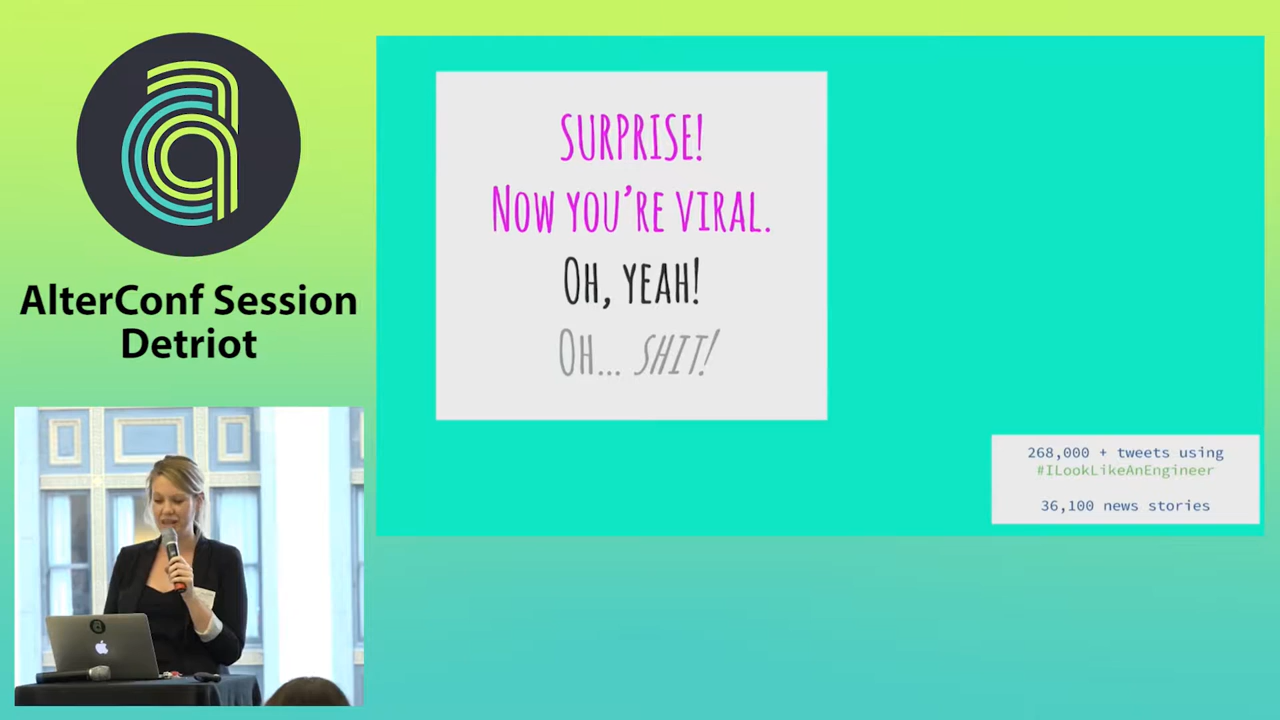 AlterConf Session
Detriot
SURPRISE!
NOW YOU'RE VIRAL.
OH, YEAH!
OH... SHIT!
268,000 + tweets using
#ILookLikeAnEngineer
36,100 news stories